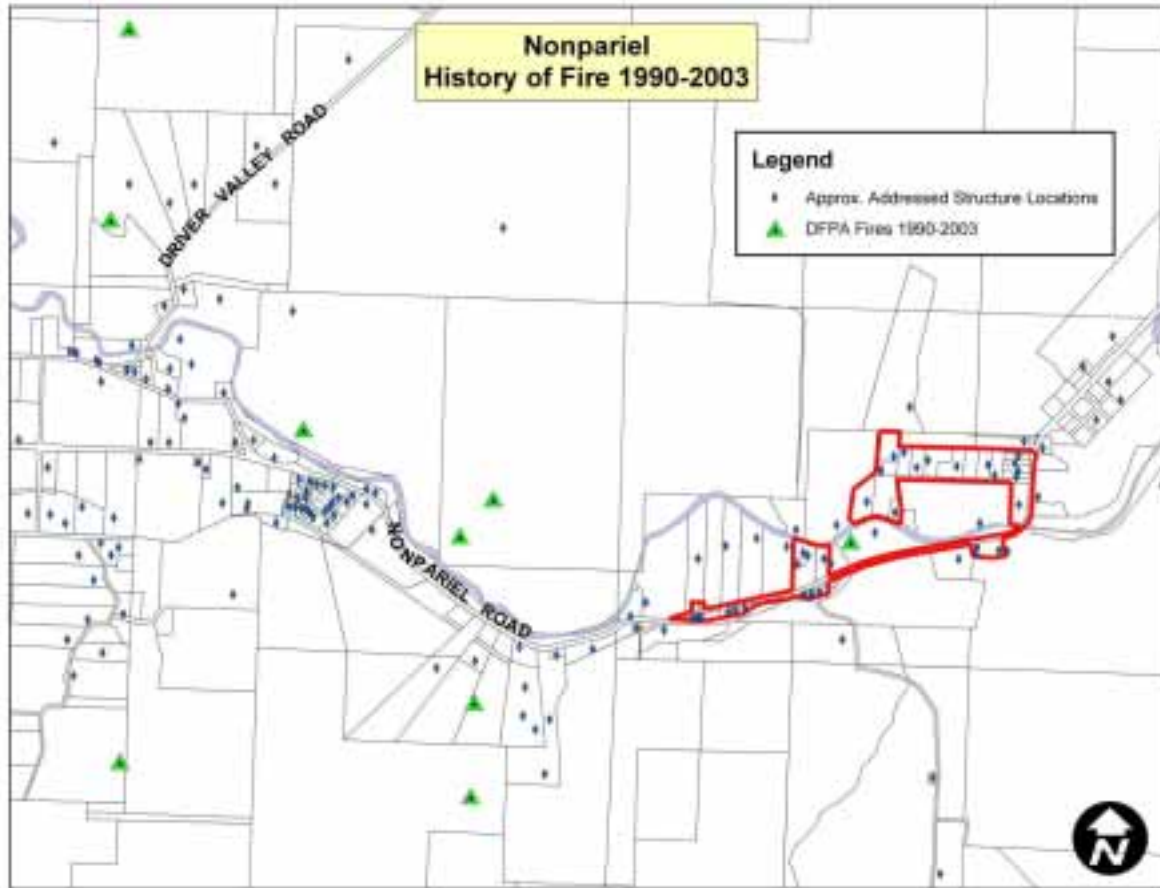 Nonpariel
History of Fire 1990-2003
DRIVER VALLEY ROAD
Legend
Approx. Addressed Structure Locations
DFPA Fires 1990-2003
NONPARIEL ROAD
N